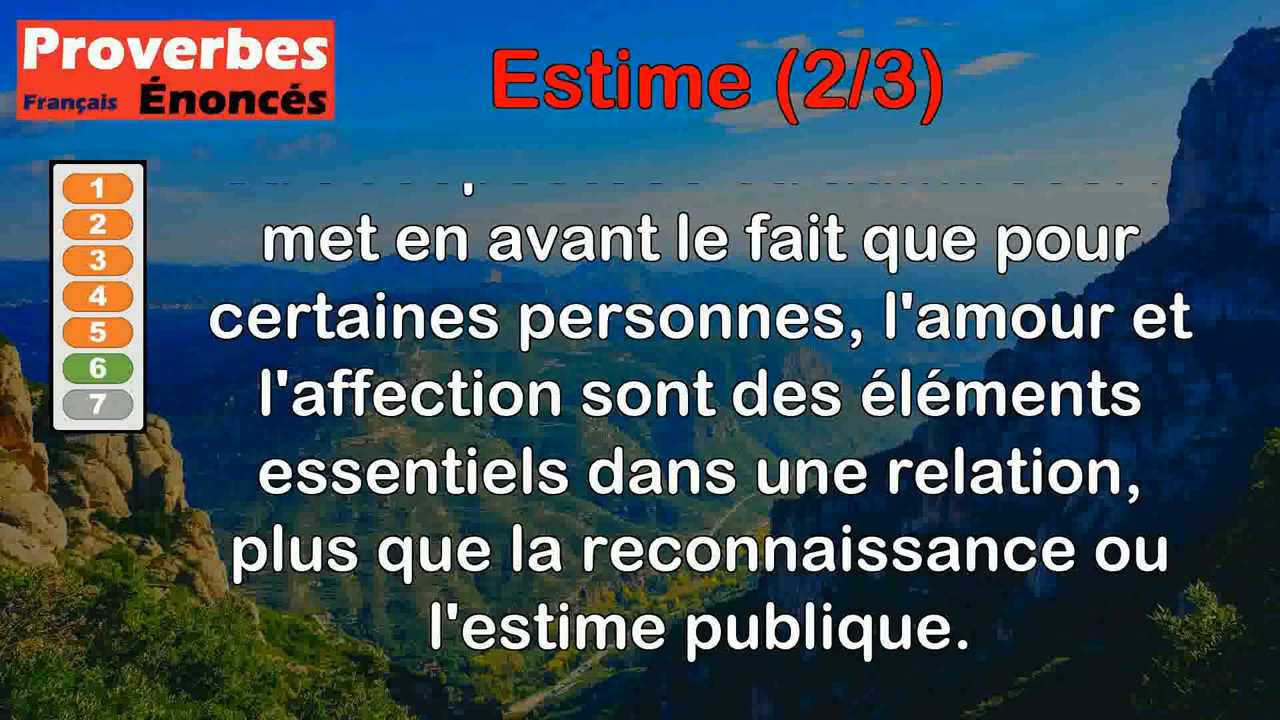 Proverbes
Français Énoncés
Estime (2/3)
1
2
3
4
5
6
7
met en avant le fait que pour
certaines personnes, l'amour et
l'affection sont des éléments
essentiels dans une relation,
plus que la reconnaissance ou
l'estime publique.